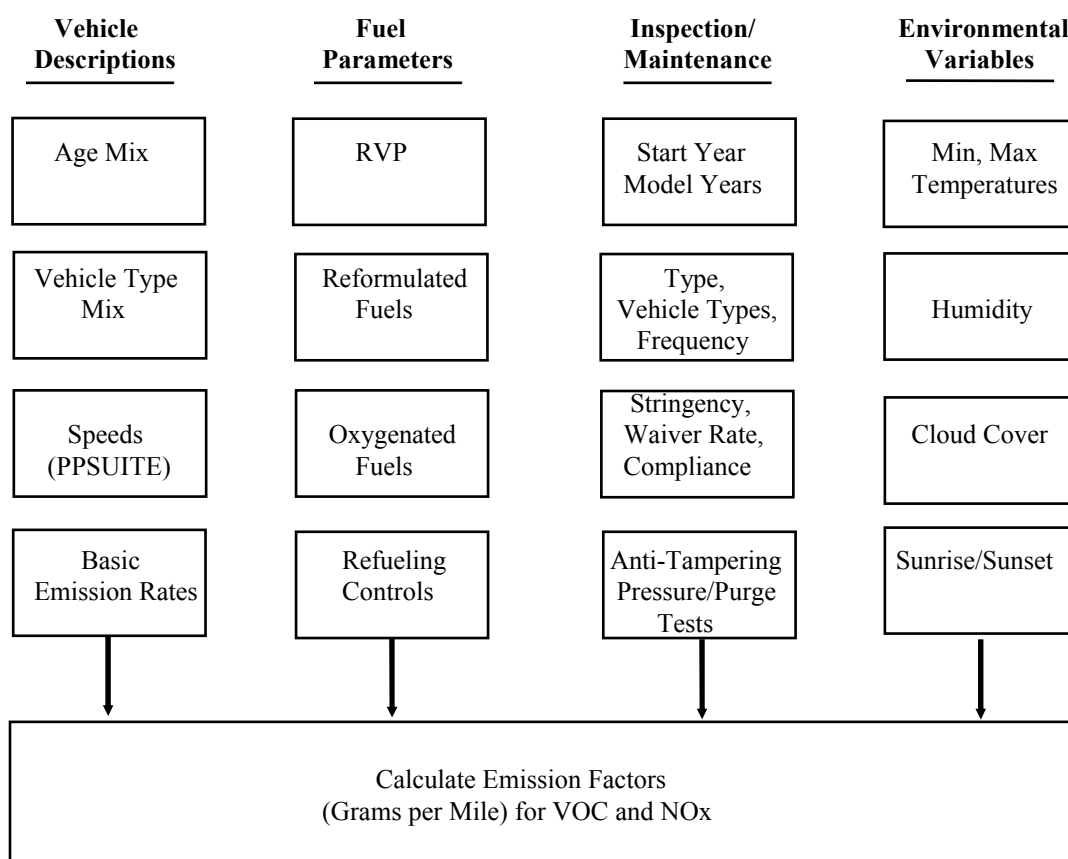 Vehicle
Descriptions
Fuel
Parameters
Inspection/
Maintenance
Environmental
Variables
Age Mix
RVP
Start Year
Model Years
Min, Max
Temperatures
Vehicle Type
Mix
Reformulated
Fuels
Type,
Vehicle Types,
Frequency
Humidity
Speeds
(PPSUITE)
Oxygenated
Fuels
Stringency,
Waiver Rate,
Compliance
Cloud Cover
Basic
Emission Rates
Refueling
Controls
Anti-Tampering
Pressure/Purge
Tests
Sunrise/Sunset
Calculate Emission Factors
(Grams per Mile) for VOC and NOx